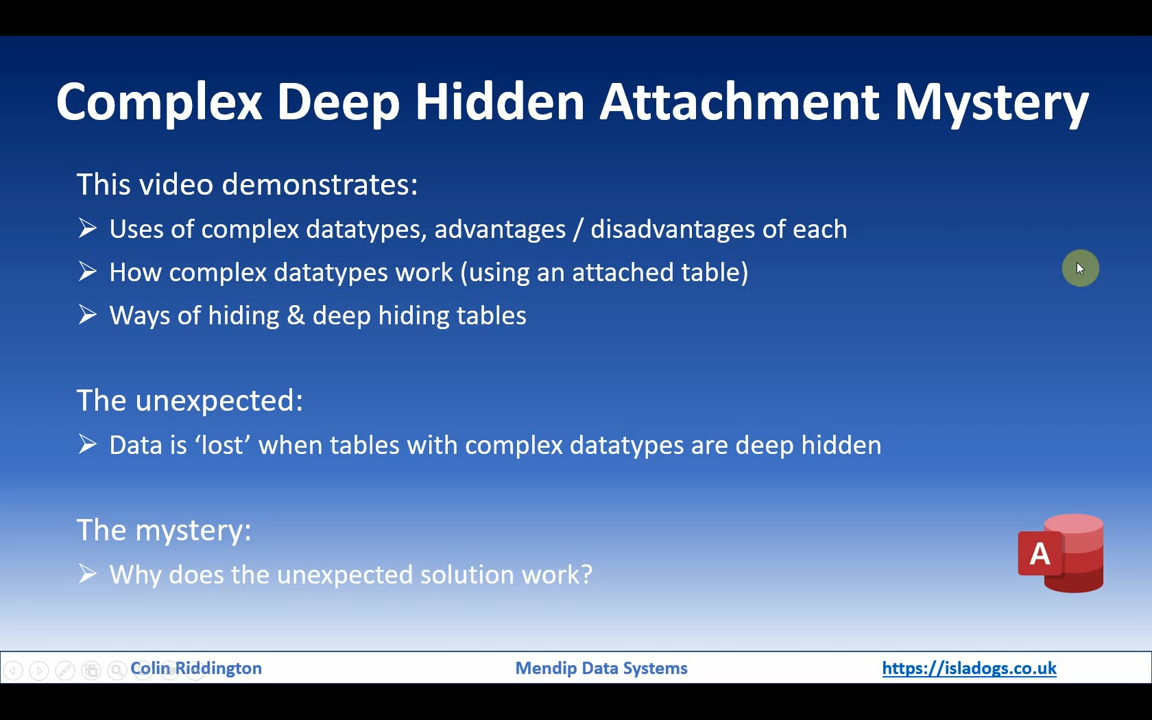 Complex Deep Hidden Attachment Mystery
This video demonstrates:
Uses of complex datatypes, advantages / disadvantages of each
How complex datatypes work (using an attached table)
Ways of hiding & deep hiding tables
The unexpected:
Data is ‘lost’ when tables with complex datatypes are deep hidden
The mystery:
Why does the unexpected solution work?
A
Colin Riddington
Mendip Data Systems
https://isladogs.co.uk